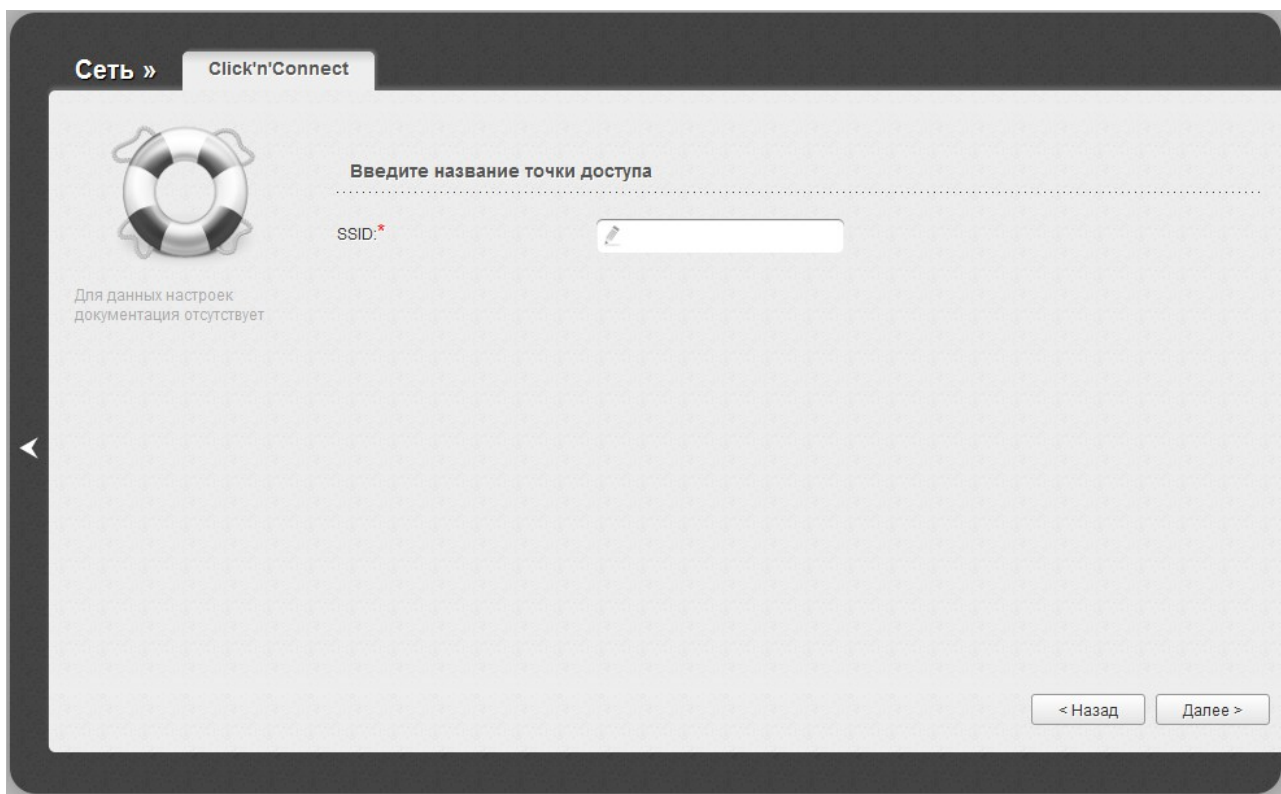 Сеть »
Click'n'Connect
Введите название точки доступа
SSID:*
Для данных настроек
документация отсутствует
< Назад
Далее >